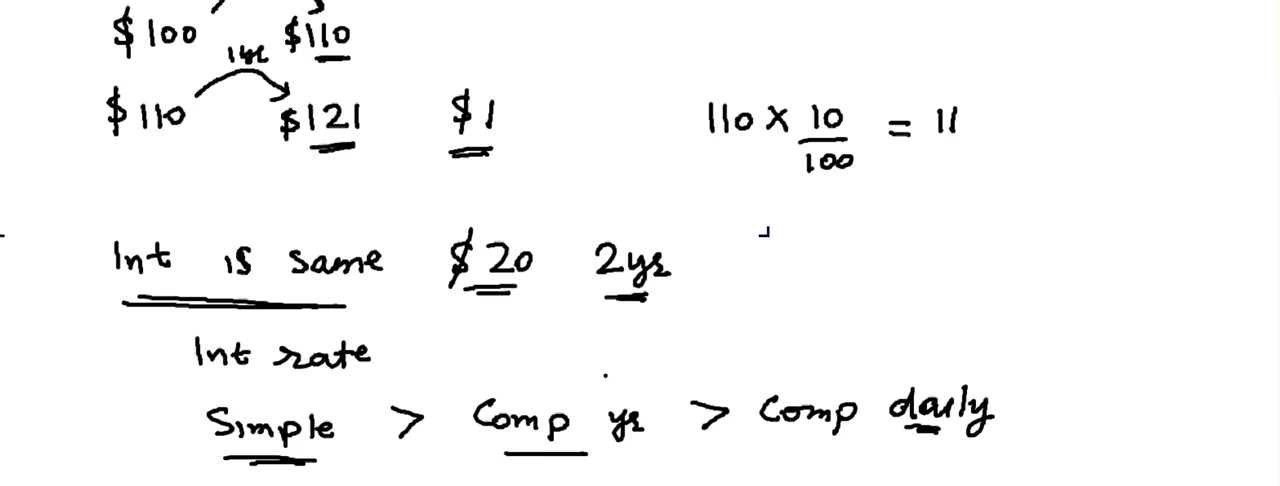 $100 $110
1yr
$110 $121 $1 110 × 10/100 = 11
Int is same $20 2yr
Int rate
Simple > Comp yr > Comp daily